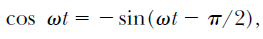 cos ωt = − sin(ωt − π/2),